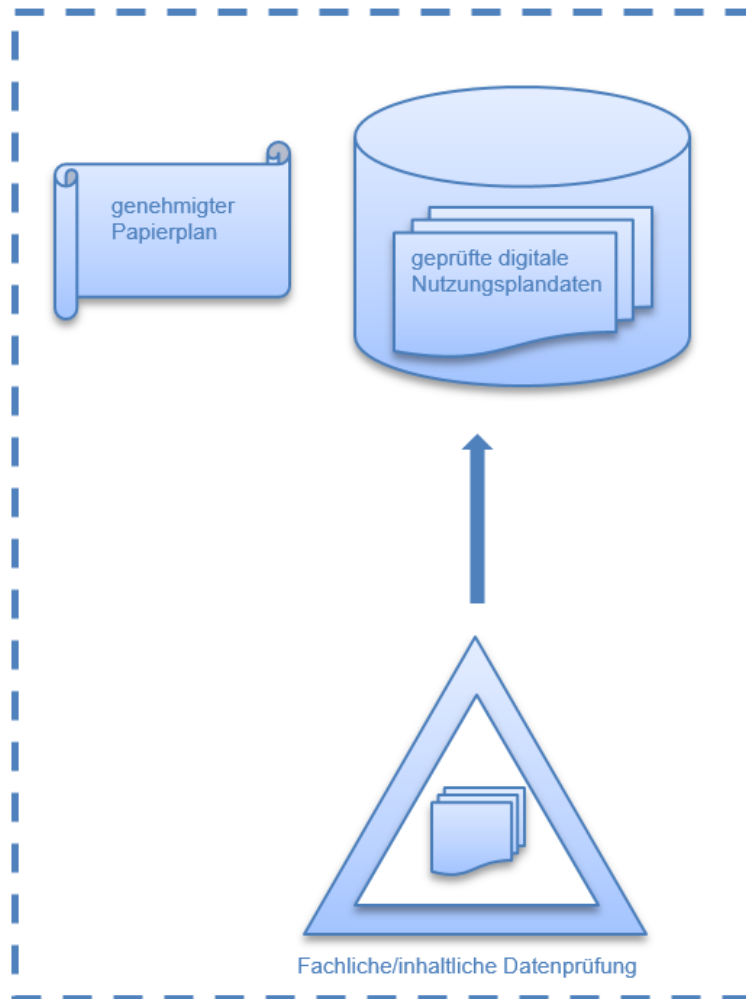 genehmigter
Papierplan
geprüfte digitale
Nutzungsplandaten
Fachliche/inhaltliche Datenprüfung